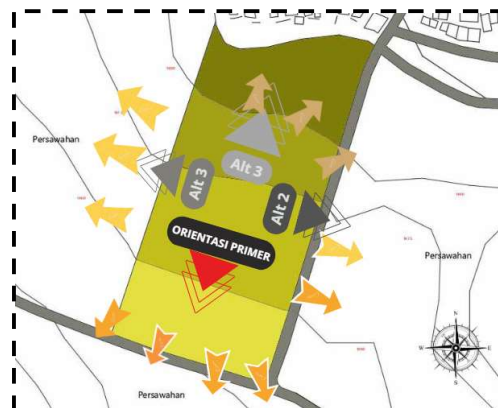 Persawahan
Alt 3
Alt 3
Alt 2
ORIENTASI PRIMER
Persawahan
N
W
E
S
Persawahan